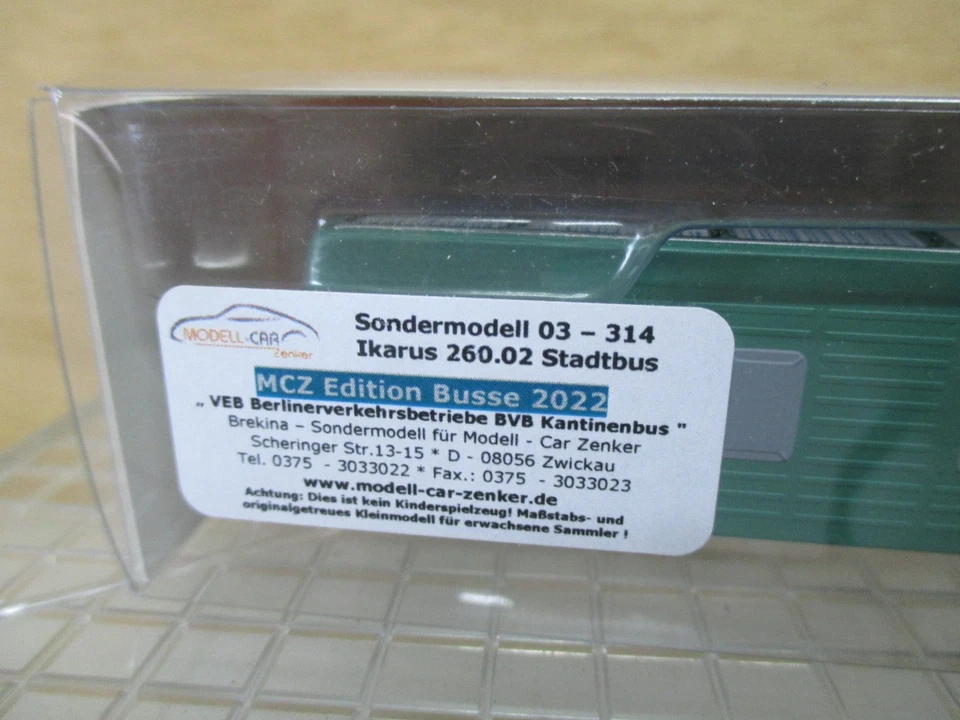 MODELL-CAR
Zenker
Sondermodell 03 – 314
Ikarus 260.02 Stadtbus
MCZ Edition Busse 2022
„ VEB Berlinerverkehrsbetriebe BVB Kantinenbus "
Brekina – Sondermodell für Modell - Car Zenker
Scheringer Str.13-15 * D - 08056 Zwickau
Tel. 0375 - 3033022 * Fax.: 0375 - 3033023
www.modell-car-zenker.de
Achtung: Dies ist kein Kinderspielzeug! Maßstabs- und
originalgetreues Kleinmodell für erwachsene Sammler !